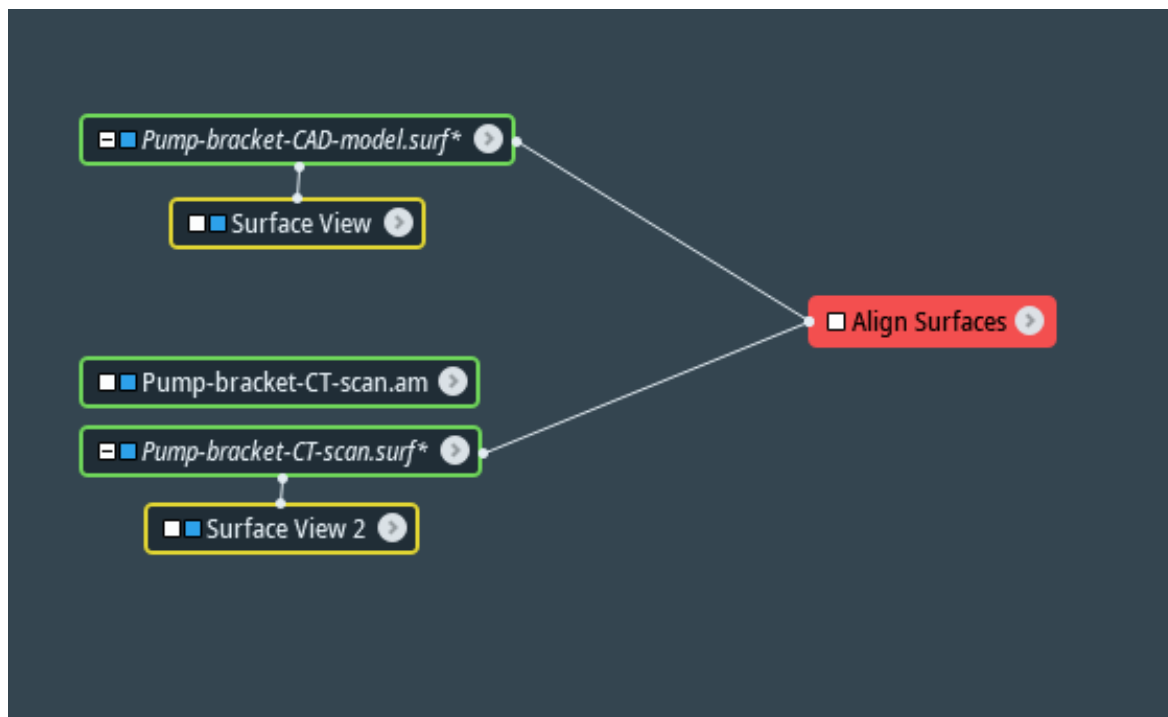 Pump-bracket-CAD-model.surf*
Surface View
Align Surfaces
Pump-bracket-CT-scan.am
Pump-bracket-CT-scan.surf*
Surface View 2